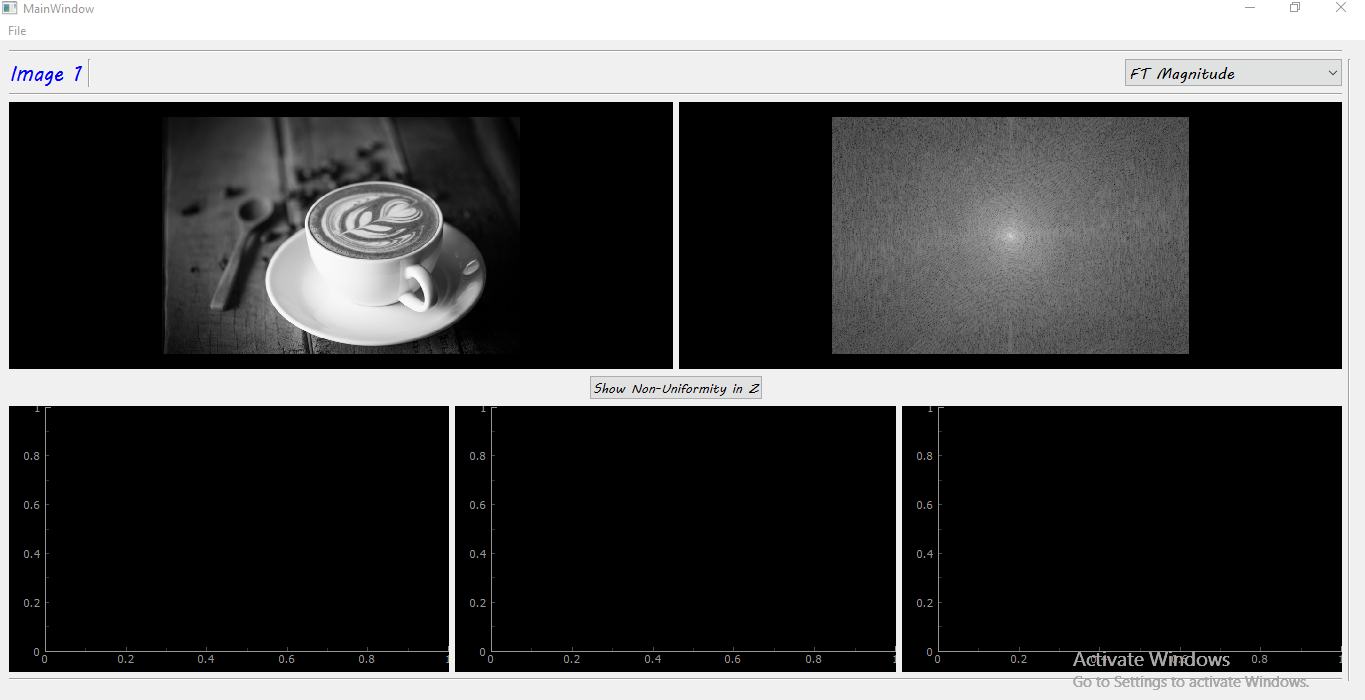 MainWindow
File
Image 1
FT Magnitude
Show Non-Uniformity in Z
1
0.8
0.6
0.4
0.2
0
0 0.2 0.4 0.6 0.8 1
1
0.8
0.6
0.4
0.2
0
0 0.2 0.4 0.6 0.8 1
1
0.8
0.6
0.4
0.2
0
0 0.2 0.4 0.6 0.8 1
Activate Windows
Go to Settings to activate Windows.